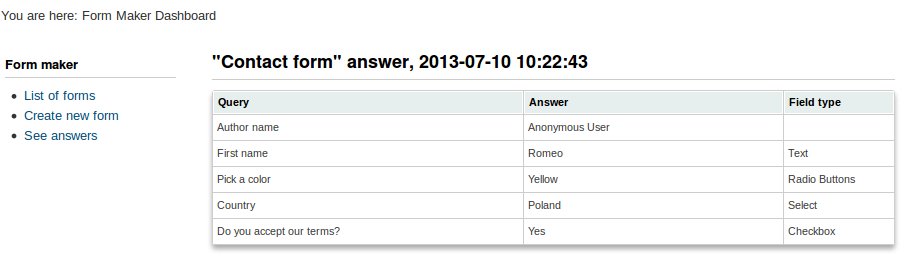 You are here: Form Maker Dashboard
Form maker
List of forms
Create new form
See answers
"Contact form" answer, 2013-07-10 10:22:43
Query Answer Field type
Author name Anonymous User
First name Romeo Text
Pick a color Yellow Radio Buttons
Country Poland Select
Do you accept our terms? Yes Checkbox